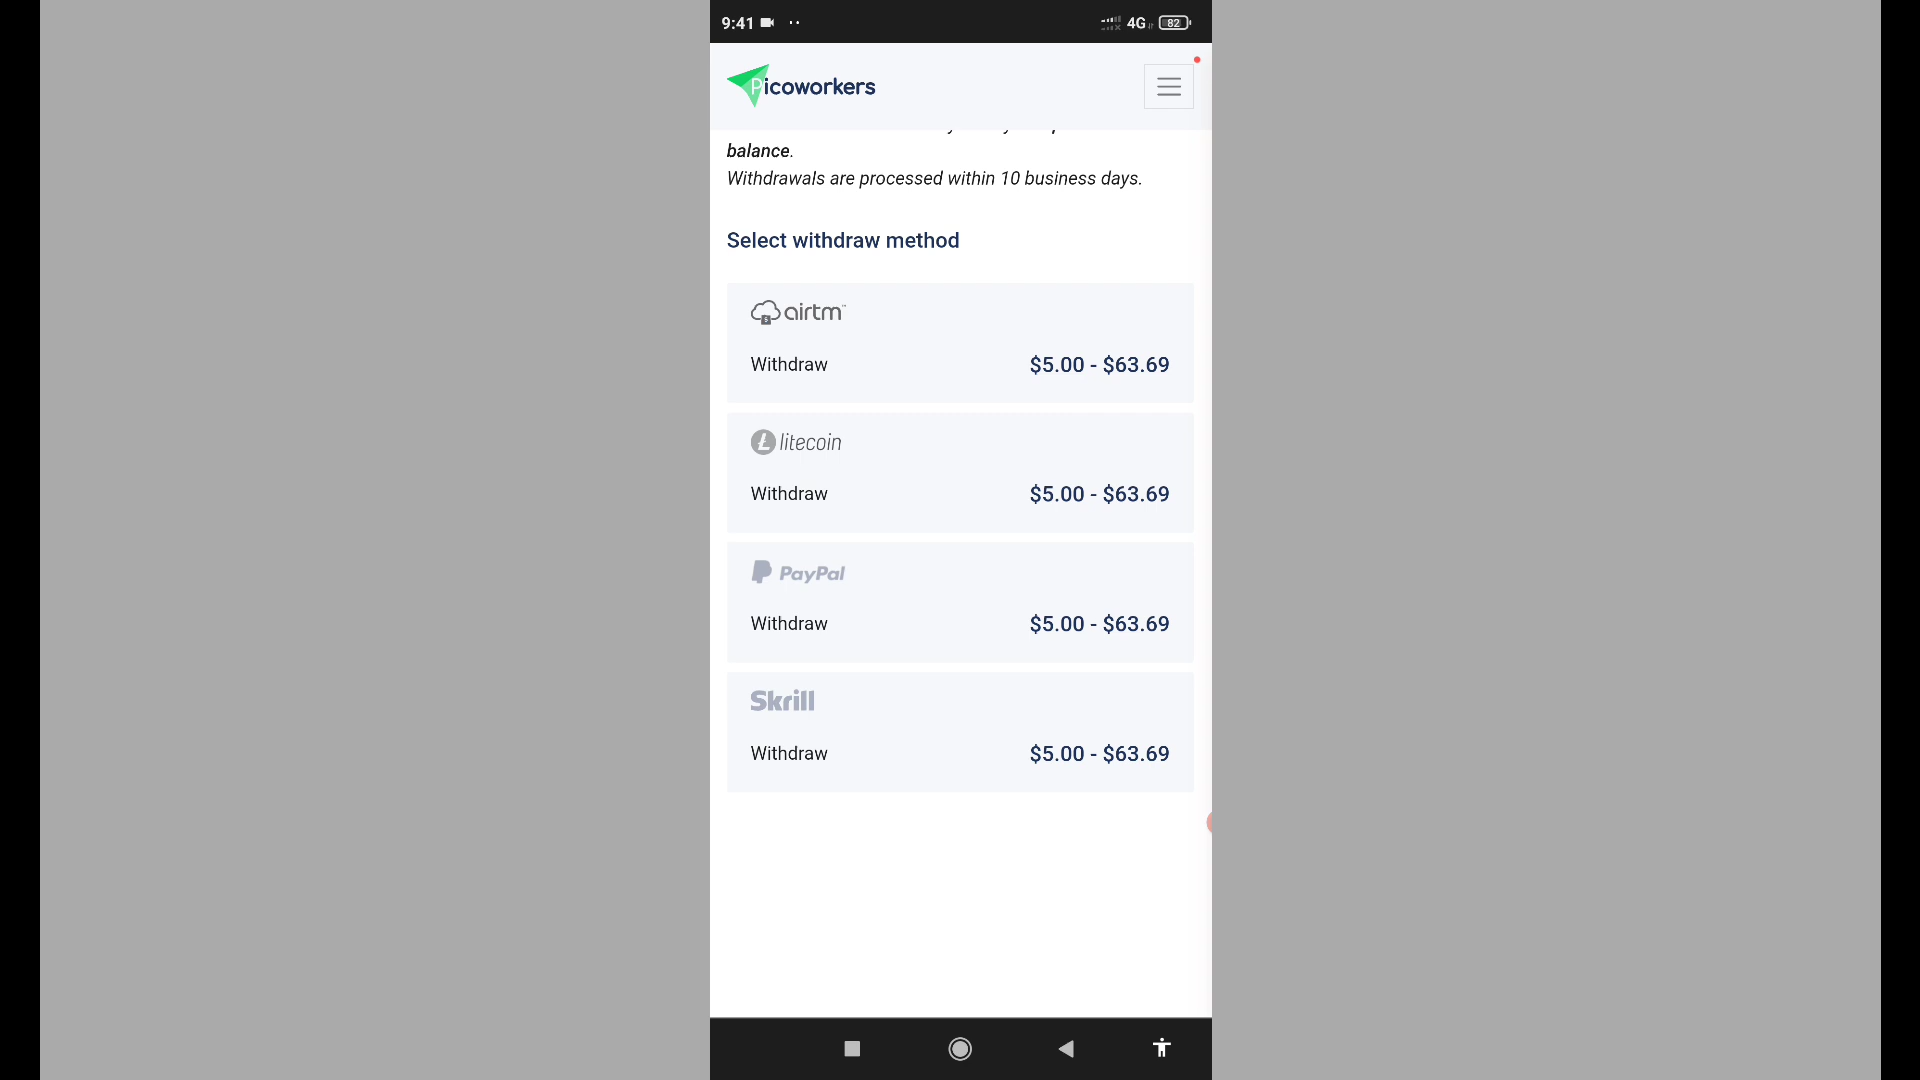 9:41
4G
82
Picoworkers
balance.
Withdrawals are processed within 10 business days.
Select withdraw method
airtm
Withdraw $5.00 - $63.69
litecoin
Withdraw $5.00 - $63.69
PayPal
Withdraw $5.00 - $63.69
Skrill
Withdraw $5.00 - $63.69